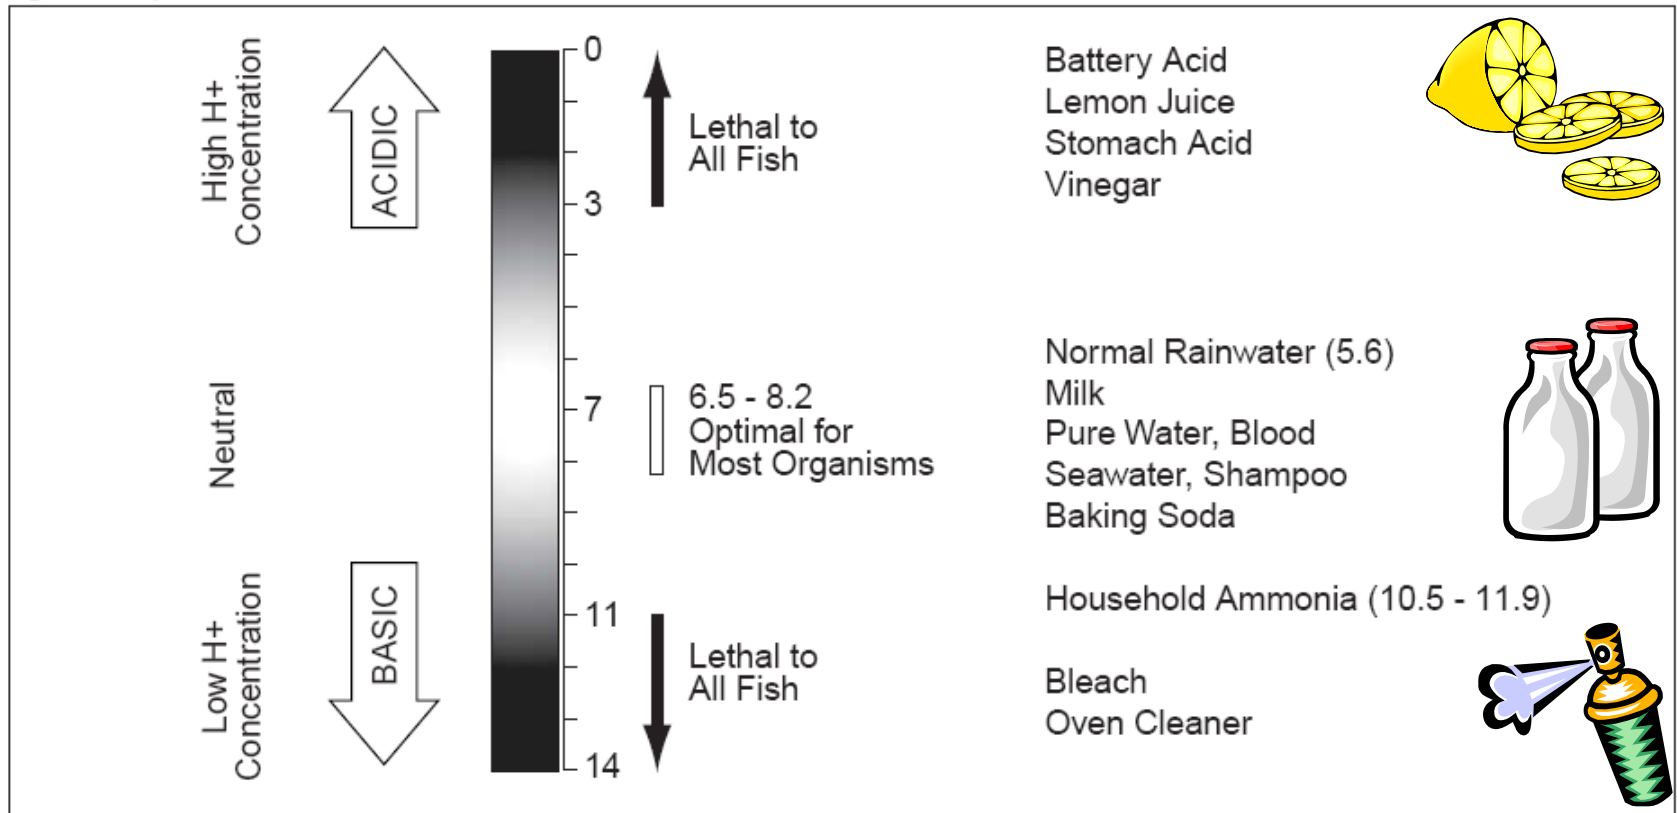 High H+
Concentration
ACIDIC
0
3
Lethal to
All Fish
Battery Acid
Lemon Juice
Stomach Acid
Vinegar
Neutral
7
6.5 - 8.2
Optimal for
Most Organisms
Normal Rainwater (5.6)
Milk
Pure Water, Blood
Seawater, Shampoo
Baking Soda
Low H+
Concentration
BASIC
11
14
Lethal to
All Fish
Household Ammonia (10.5 - 11.9)
Bleach
Oven Cleaner